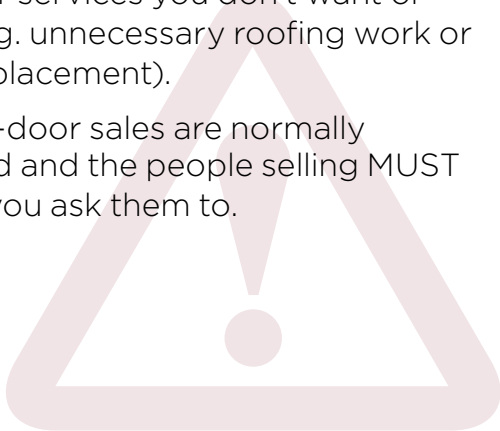 services you don't want or
g. unnecessary roofing work or
placement).
-door sales are normally
d and the people selling MUST
you ask them to.